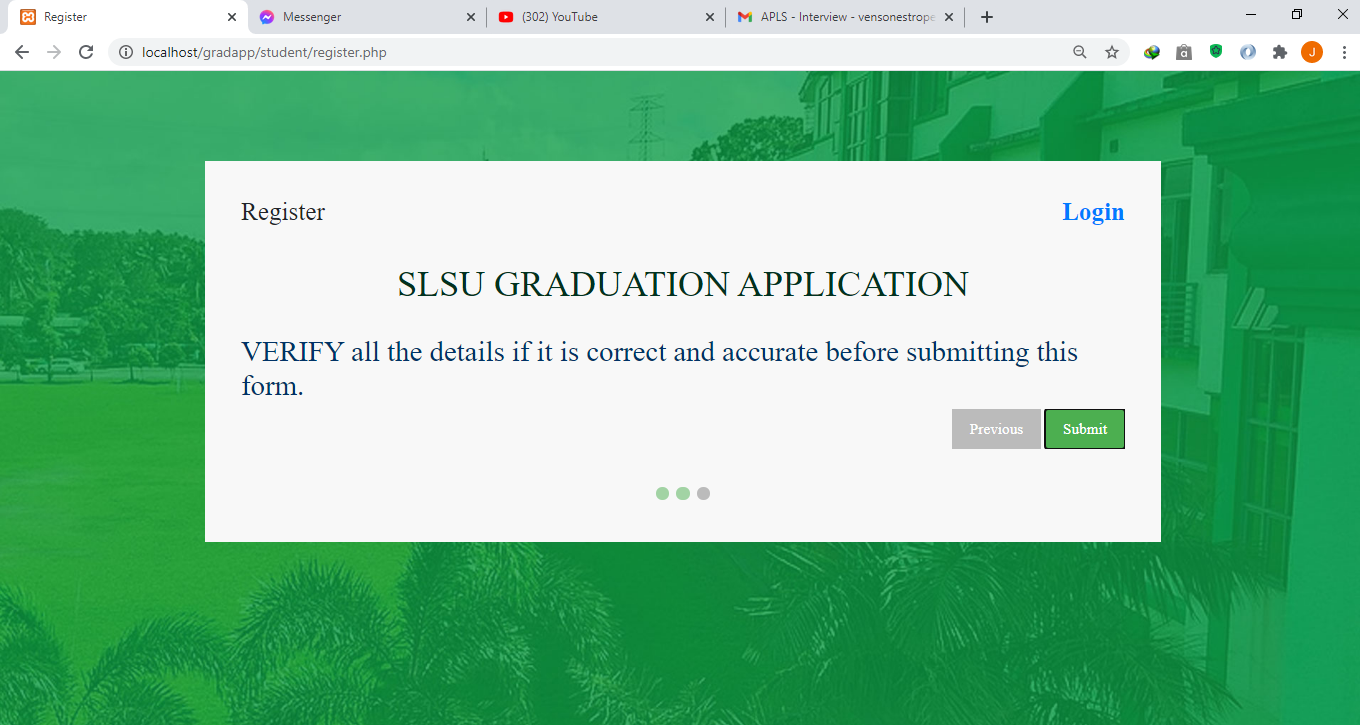 Register
Messenger
(302) YouTube
APLS - Interview - vensonestrope
localhost/gradapp/student/register.php
J
Register
Login
SLSU GRADUATION APPLICATION
VERIFY all the details if it is correct and accurate before submitting this
form.
Previous
Submit